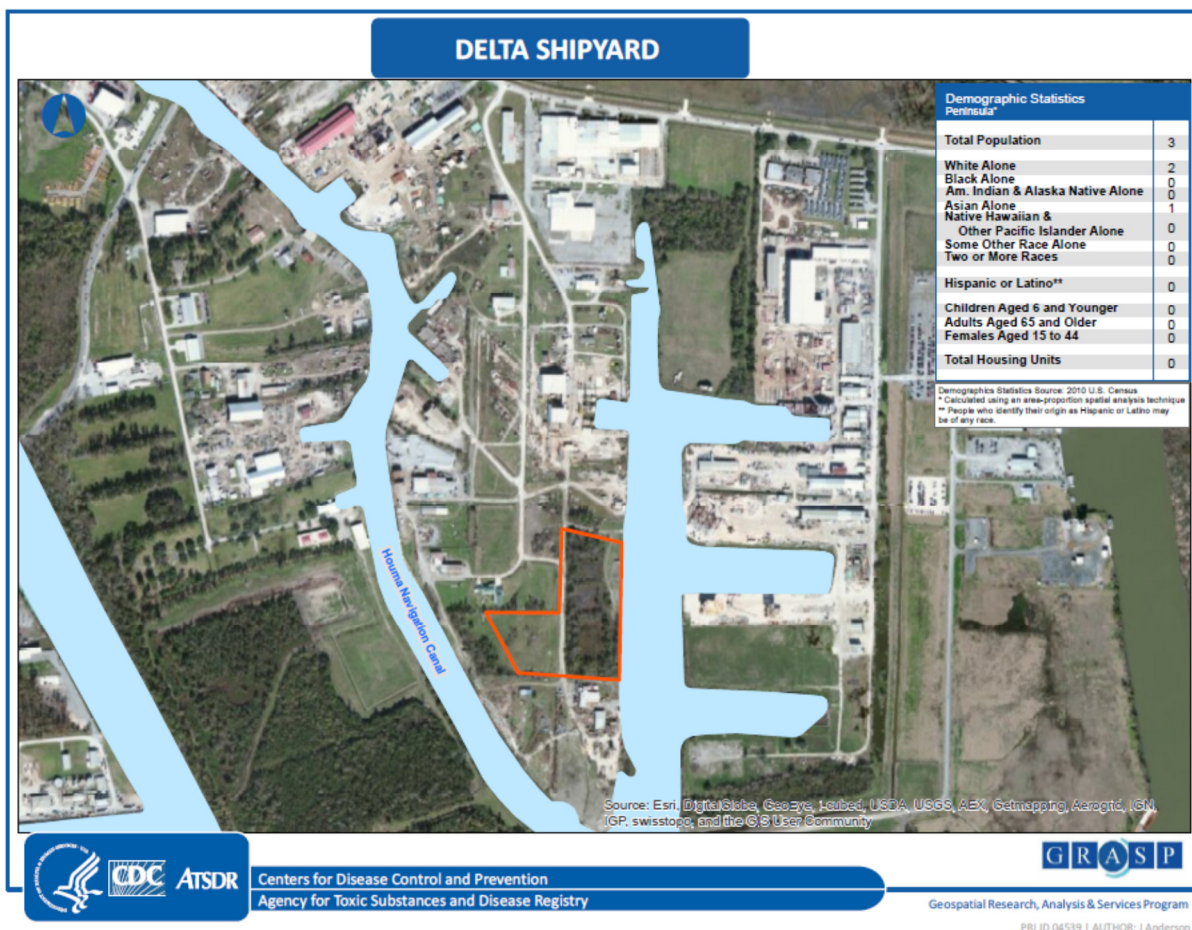 DELTA SHIPYARD
Demographic Statistics
Peninsula*
Total Population 3
White Alone 2
Black Alone 0
Am. Indian & Alaska Native Alone 0
Asian Alone 1
Native Hawaiian &
Other Pacific Islander Alone 0
Some Other Race Alone 0
Two or More Races 0
Hispanic or Latino** 0
Children Aged 6 and Younger 0
Adults Aged 65 and Older 0
Females Aged 15 to 44 0
Total Housing Units 0
Demographics Statistics Source: 2010 U.S. Census
* Calculated using an area-proportion spatial analysis technique
** People who identify their origin as Hispanic or Latino may
be of any race.
Houma Navigation Canal
Source: Esri, DigitalGlobe, GeoEye, i-cubed, USDA, USGS, AEX, Getmapping, Aerogrid, IGN,
IGP, swisstopo, and the GIS User Community
CDC ATSDR
Centers for Disease Control and Prevention
Agency for Toxic Substances and Disease Registry
GRASP
Geospatial Research, Analysis & Services Program
PRJ ID 04539 | AUTHOR: J Anderson